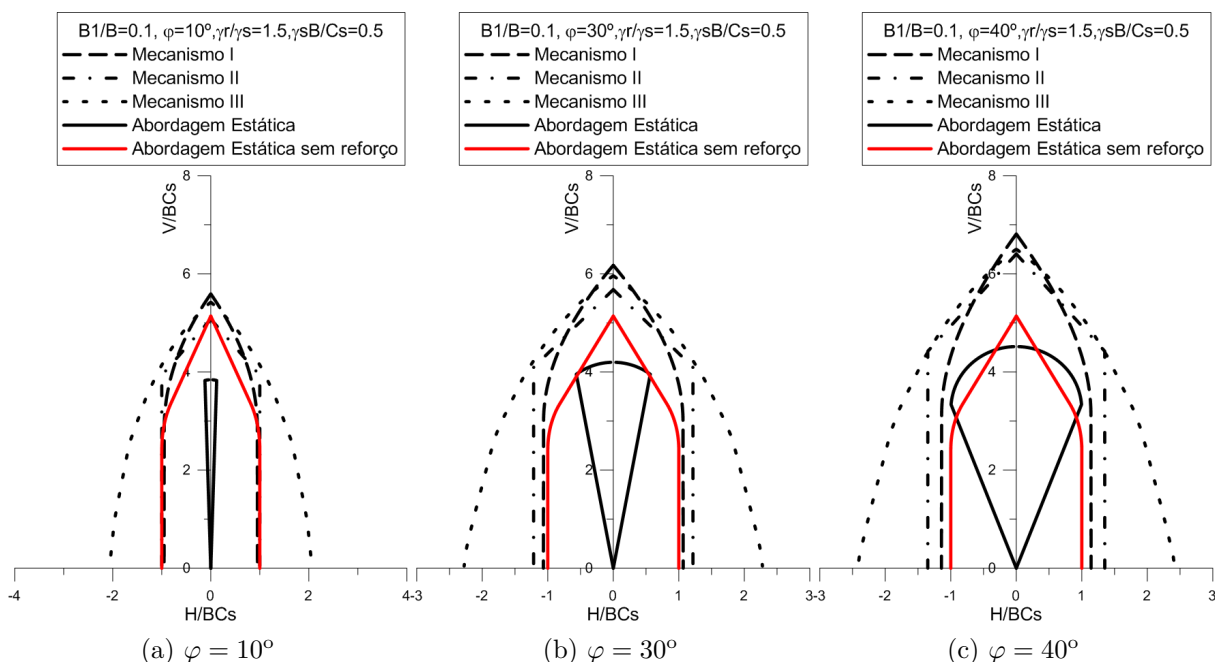 B1/B=0.1, φ=10º,γr/γs=1.5,γsB/Cs=0.5
Mecanismo I
Mecanismo II
Mecanismo III
Abordagem Estática
Abordagem Estática sem reforço
V/BCs
8
6
4
2
0
-4
-2
0
2
4
H/BCs
(a) φ = 10º
B1/B=0.1, φ=30º,γr/γs=1.5,γsB/Cs=0.5
Mecanismo I
Mecanismo II
Mecanismo III
Abordagem Estática
Abordagem Estática sem reforço
V/BCs
8
6
4
2
0
-3
-2
-1
0
1
2
3
H/BCs
(b) φ = 30º
B1/B=0.1, φ=40º,γr/γs=1.5,γsB/Cs=0.5
Mecanismo I
Mecanismo II
Mecanismo III
Abordagem Estática
Abordagem Estática sem reforço
V/BCs
8
6
4
2
0
-3
-2
-1
0
1
2
3
H/BCs
(c) φ = 40º